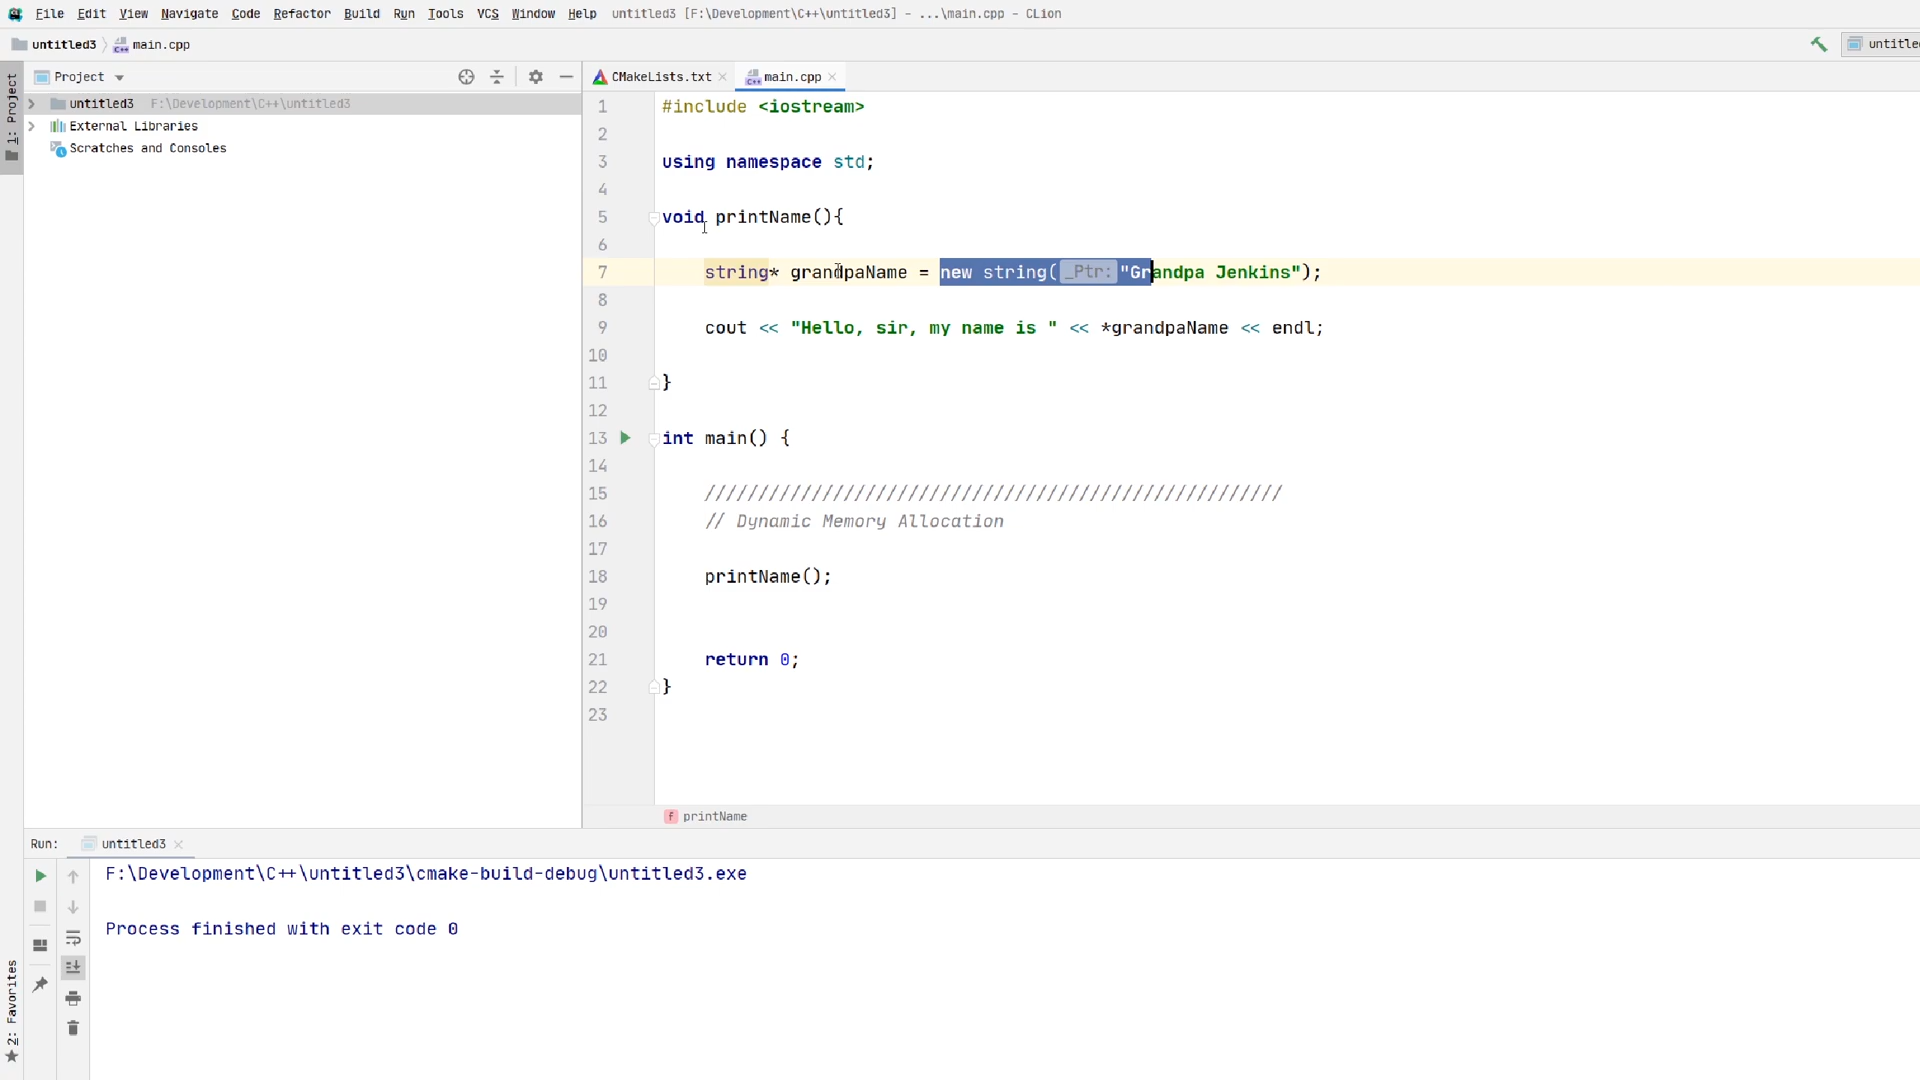 File Edit View Navigate Code Refactor Build Run Tools VCS Window Help untitled3 [F:\Development\C++\untitled3] - ...\main.cpp - CLion
untitled3 main.cpp
1: Project
Project
untitled3 F:\Development\C++\untitled3
External Libraries
Scratches and Consoles
CMakeLists.txt main.cpp
1 #include <iostream>
2
3 using namespace std;
4
5 void printName(){
6
7 string* grandpaName = new string( _Ptr: "Grandpa Jenkins");
8
9 cout << "Hello, sir, my name is " << *grandpaName << endl;
10
11 }
12
13 int main() {
14
15 //////////////////////////////////////////////////////
16 // Dynamic Memory Allocation
17
18 printName();
19
20
21 return 0;
22 }
23
f printName
Run: untitled3
F:\Development\C++\untitled3\cmake-build-debug\untitled3.exe
Process finished with exit code 0
2: Favorites